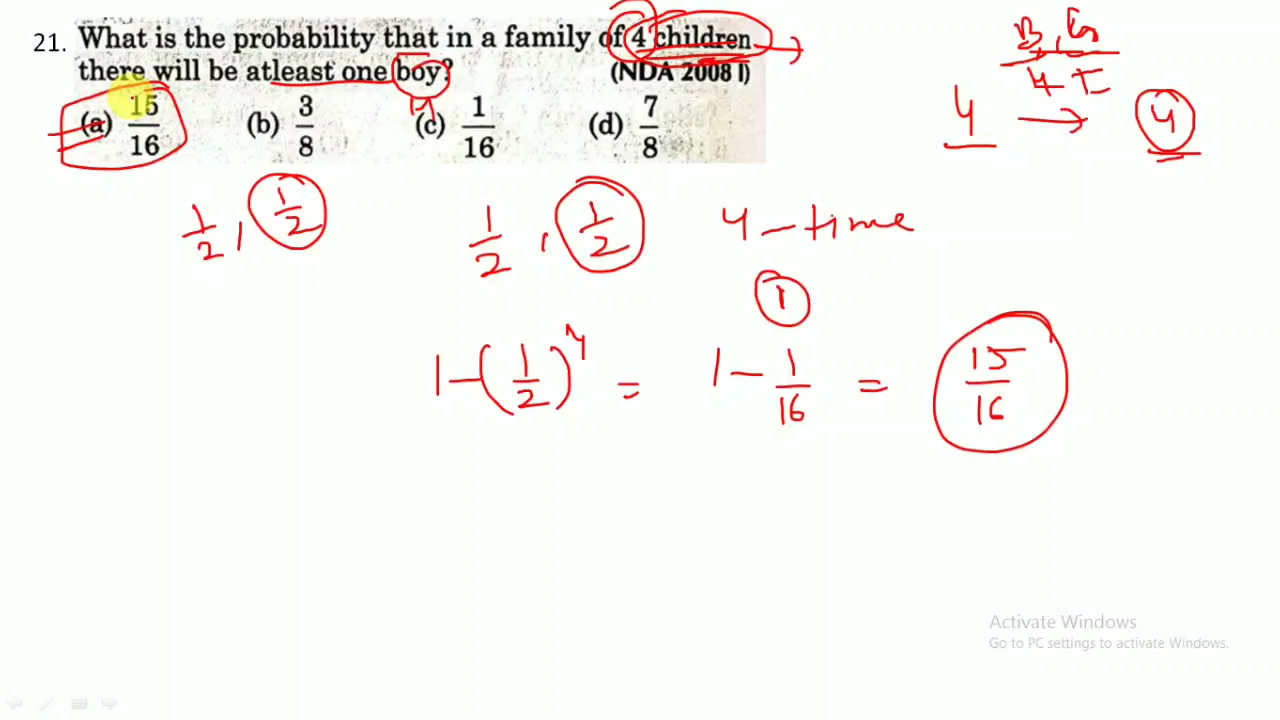 21. What is the probability that in a family of 4 children
there will be atleast one boy?
(NDA 2008 I)
(a) 15/16 (b) 3/8 (c) 1/16 (d) 7/8
4 → 4
1/2, 1/2 1/2, 1/2 4 - time
1
1-(1/2)^4 = 1 - 1/16 = 15/16
Activate Windows
Go to PC settings to activate Windows.